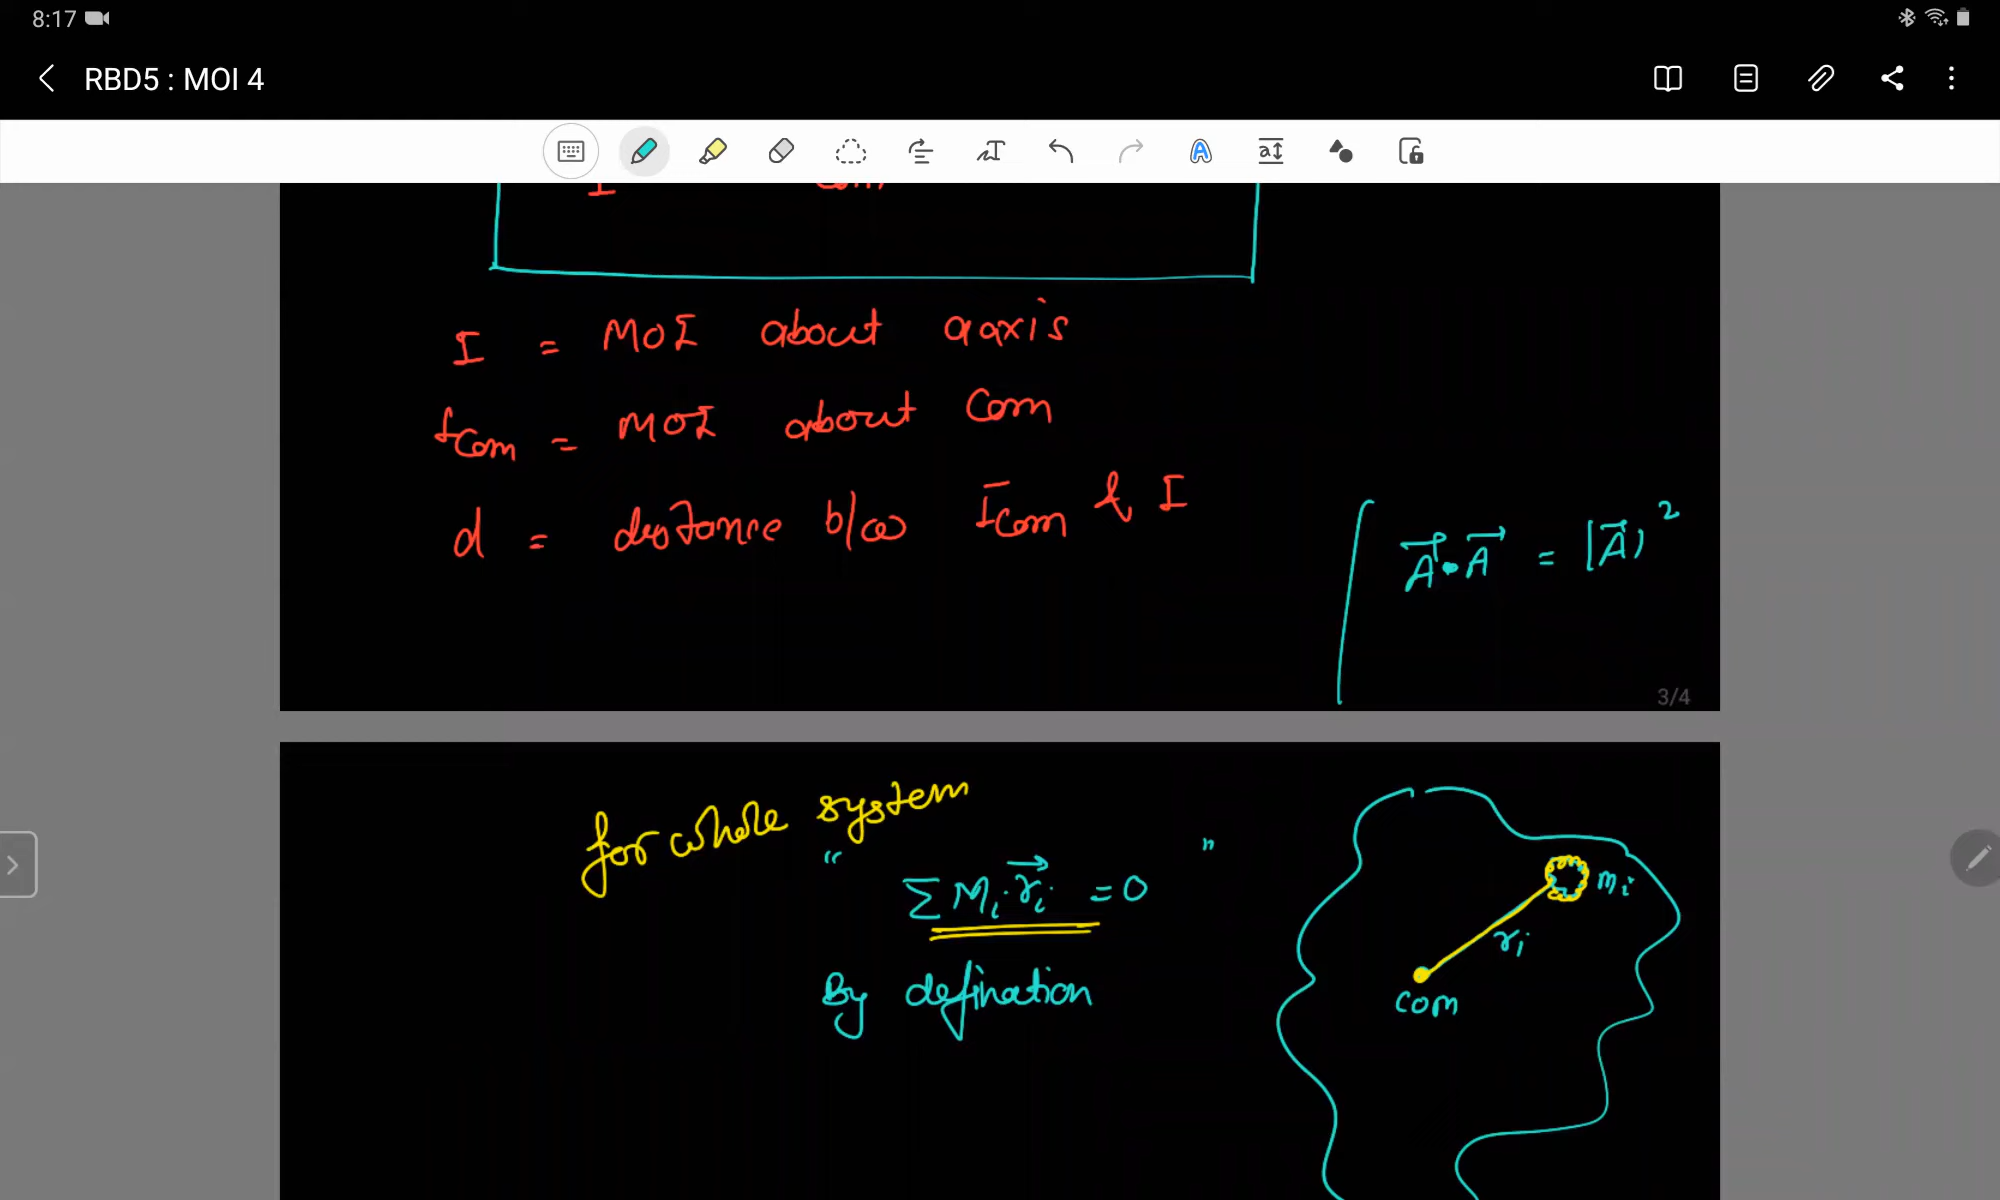 8:17
RBD5 : MOI 4
I = MOI about a axis
Icom = MOI about Com
d = distance b/w Icom & I
A⃗·A⃗ = |A⃗|²
3/4
for whole system
“ ”
ΣMi r⃗i = 0
mi
ri
By defination
com